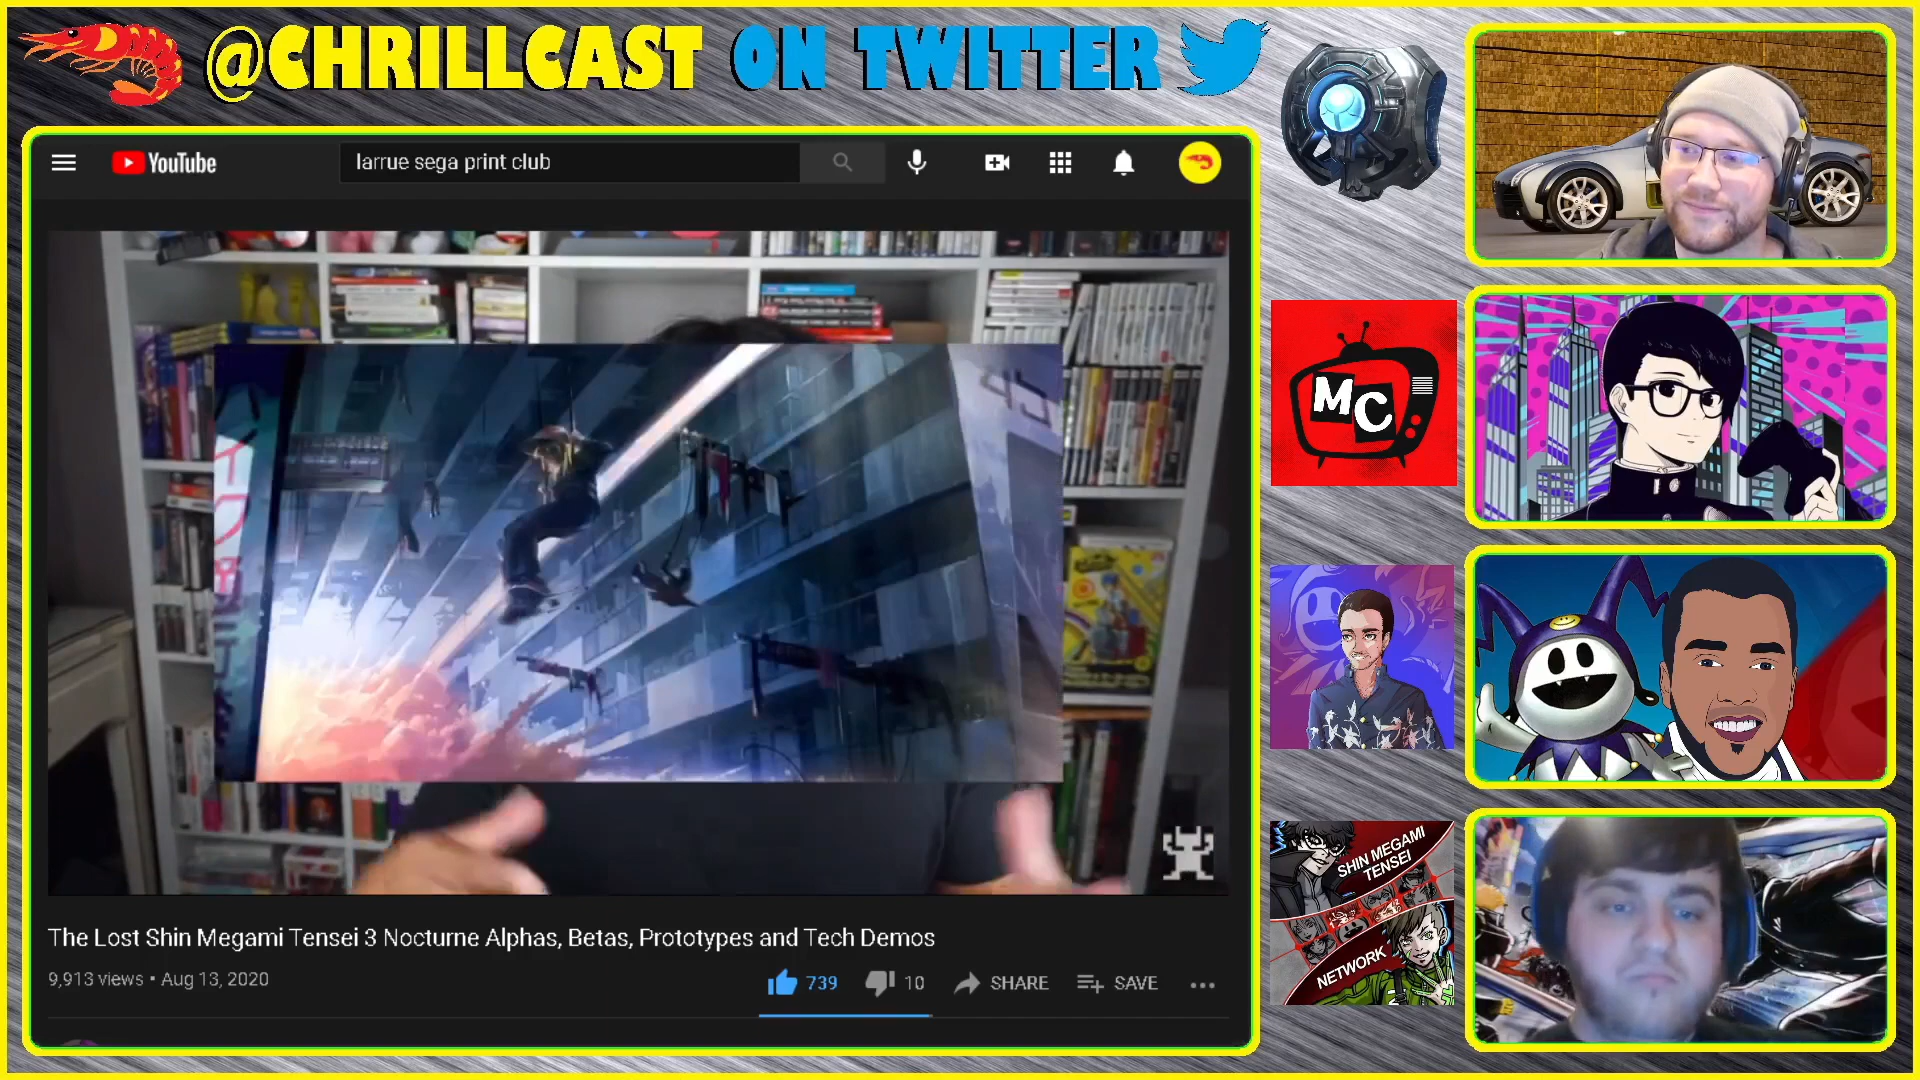 @CHRILLCAST ON TWITTER
YouTube
larrue sega print club
MC
The Lost Shin Megami Tensei 3 Nocturne Alphas, Betas, Prototypes and Tech Demos
9,913 views • Aug 13, 2020
739
10
SHARE
SAVE
SHIN MEGAMI
TENSEI
NETWORK